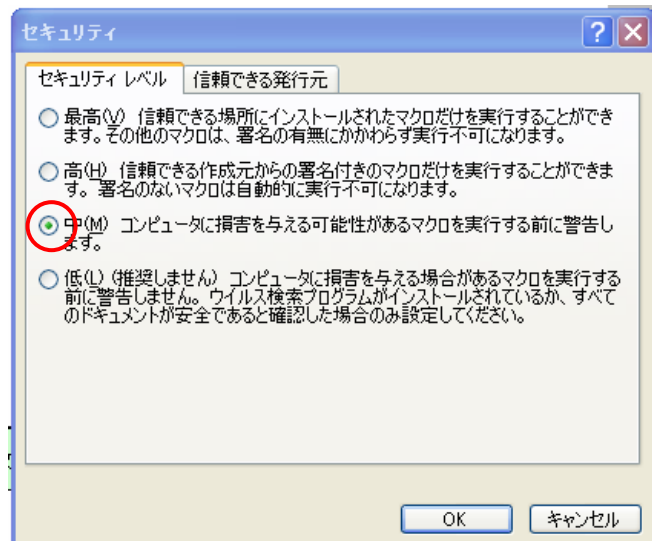 セキュリティ
セキュリティ レベル 信頼できる発行元
最高(V) 信頼できる場所にインストールされたマクロだけを実行することができ
ます。その他のマクロは、署名の有無にかかわらず実行不可になります。
高(H) 信頼できる作成元からの署名付きのマクロだけを実行することができま
す。 署名のないマクロは自動的に実行不可になります。
中(M) コンピュータに損害を与える可能性があるマクロを実行する前に警告し
ます。
低(L) (推奨しません) コンピュータに損害を与える場合があるマクロを実行する
前に警告しません。ウイルス検索プログラムがインストールされているか、すべて
のドキュメントが安全であると確認した場合のみ設定してください。
OK キャンセル